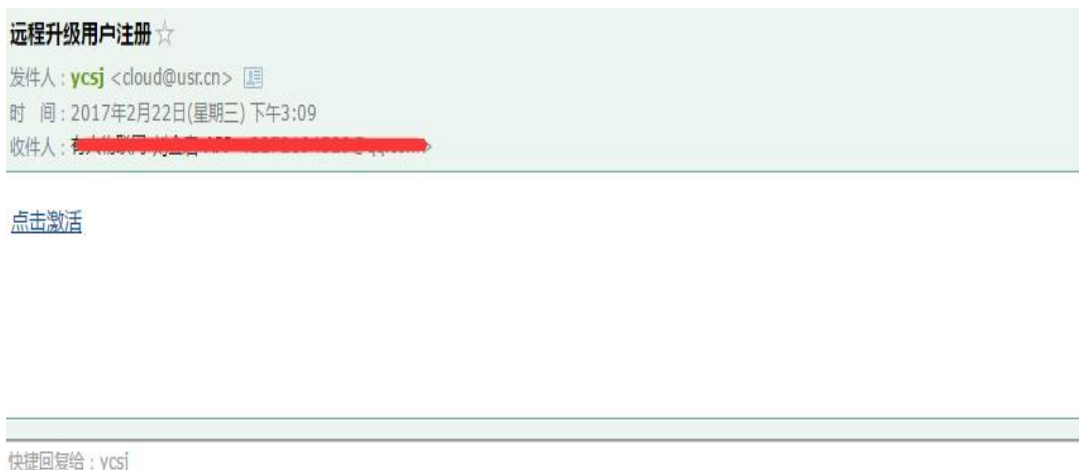 远程升级用户注册☆
发件人：ycsj <cloud@usr.cn>
时 间：2017年2月22日(星期三) 下午3:09
收件人：
点击激活
快捷回复给：ycsj